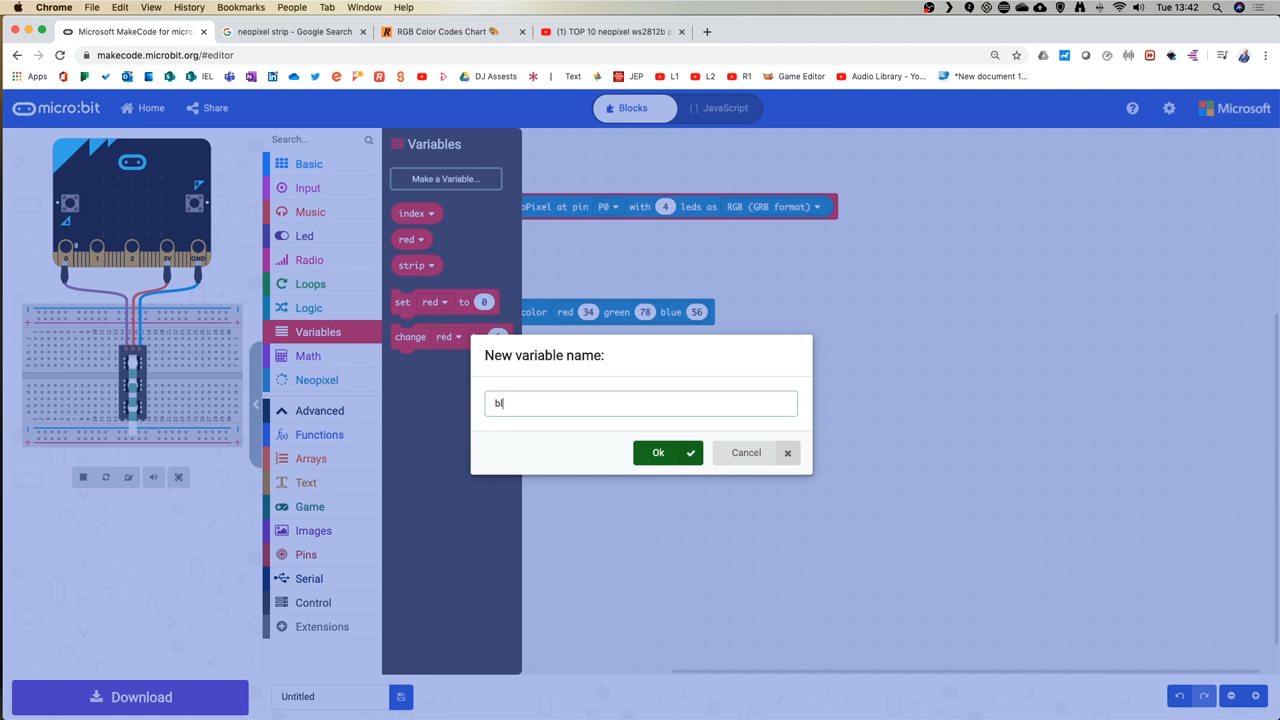 Chrome File Edit View History Bookmarks People Tab Window Help Tue 13:42
Microsoft MakeCode for micro neopixel strip - Google Search RGB Color Codes Chart (1) TOP 10 neopixel ws2812b p
makecode.microbit.org/#editor
Apps IEL DJ Assests Text JEP L1 L2 R1 Game Editor Audio Library - Yo... *New document 1...
micro:bit Home Share Blocks { } JavaScript Microsoft
Search...
Basic
Input
Music
Led
Radio
Loops
Logic
Variables
Math
Neopixel
Advanced
Functions
Arrays
Text
Game
Images
Pins
Serial
Control
Extensions
Variables
Make a Variable...
index
red
strip
set red to 0
change red
oPixel at pin P0 with 4 leds as RGB (GRB format)
color red 34 green 78 blue 56
New variable name:
bl
Ok Cancel
0 1 2 3V GND
Download Untitled